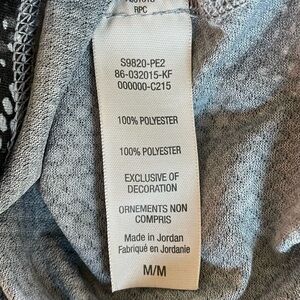 RPC
S9820-PE2
86-032015-KF
000000-C215
100% POLYESTER
100% POLYESTER
EXCLUSIVE OF
DECORATION
ORNEMENTS NON
COMPRIS
Made in Jordan
Fabriqué en Jordanie
M/M